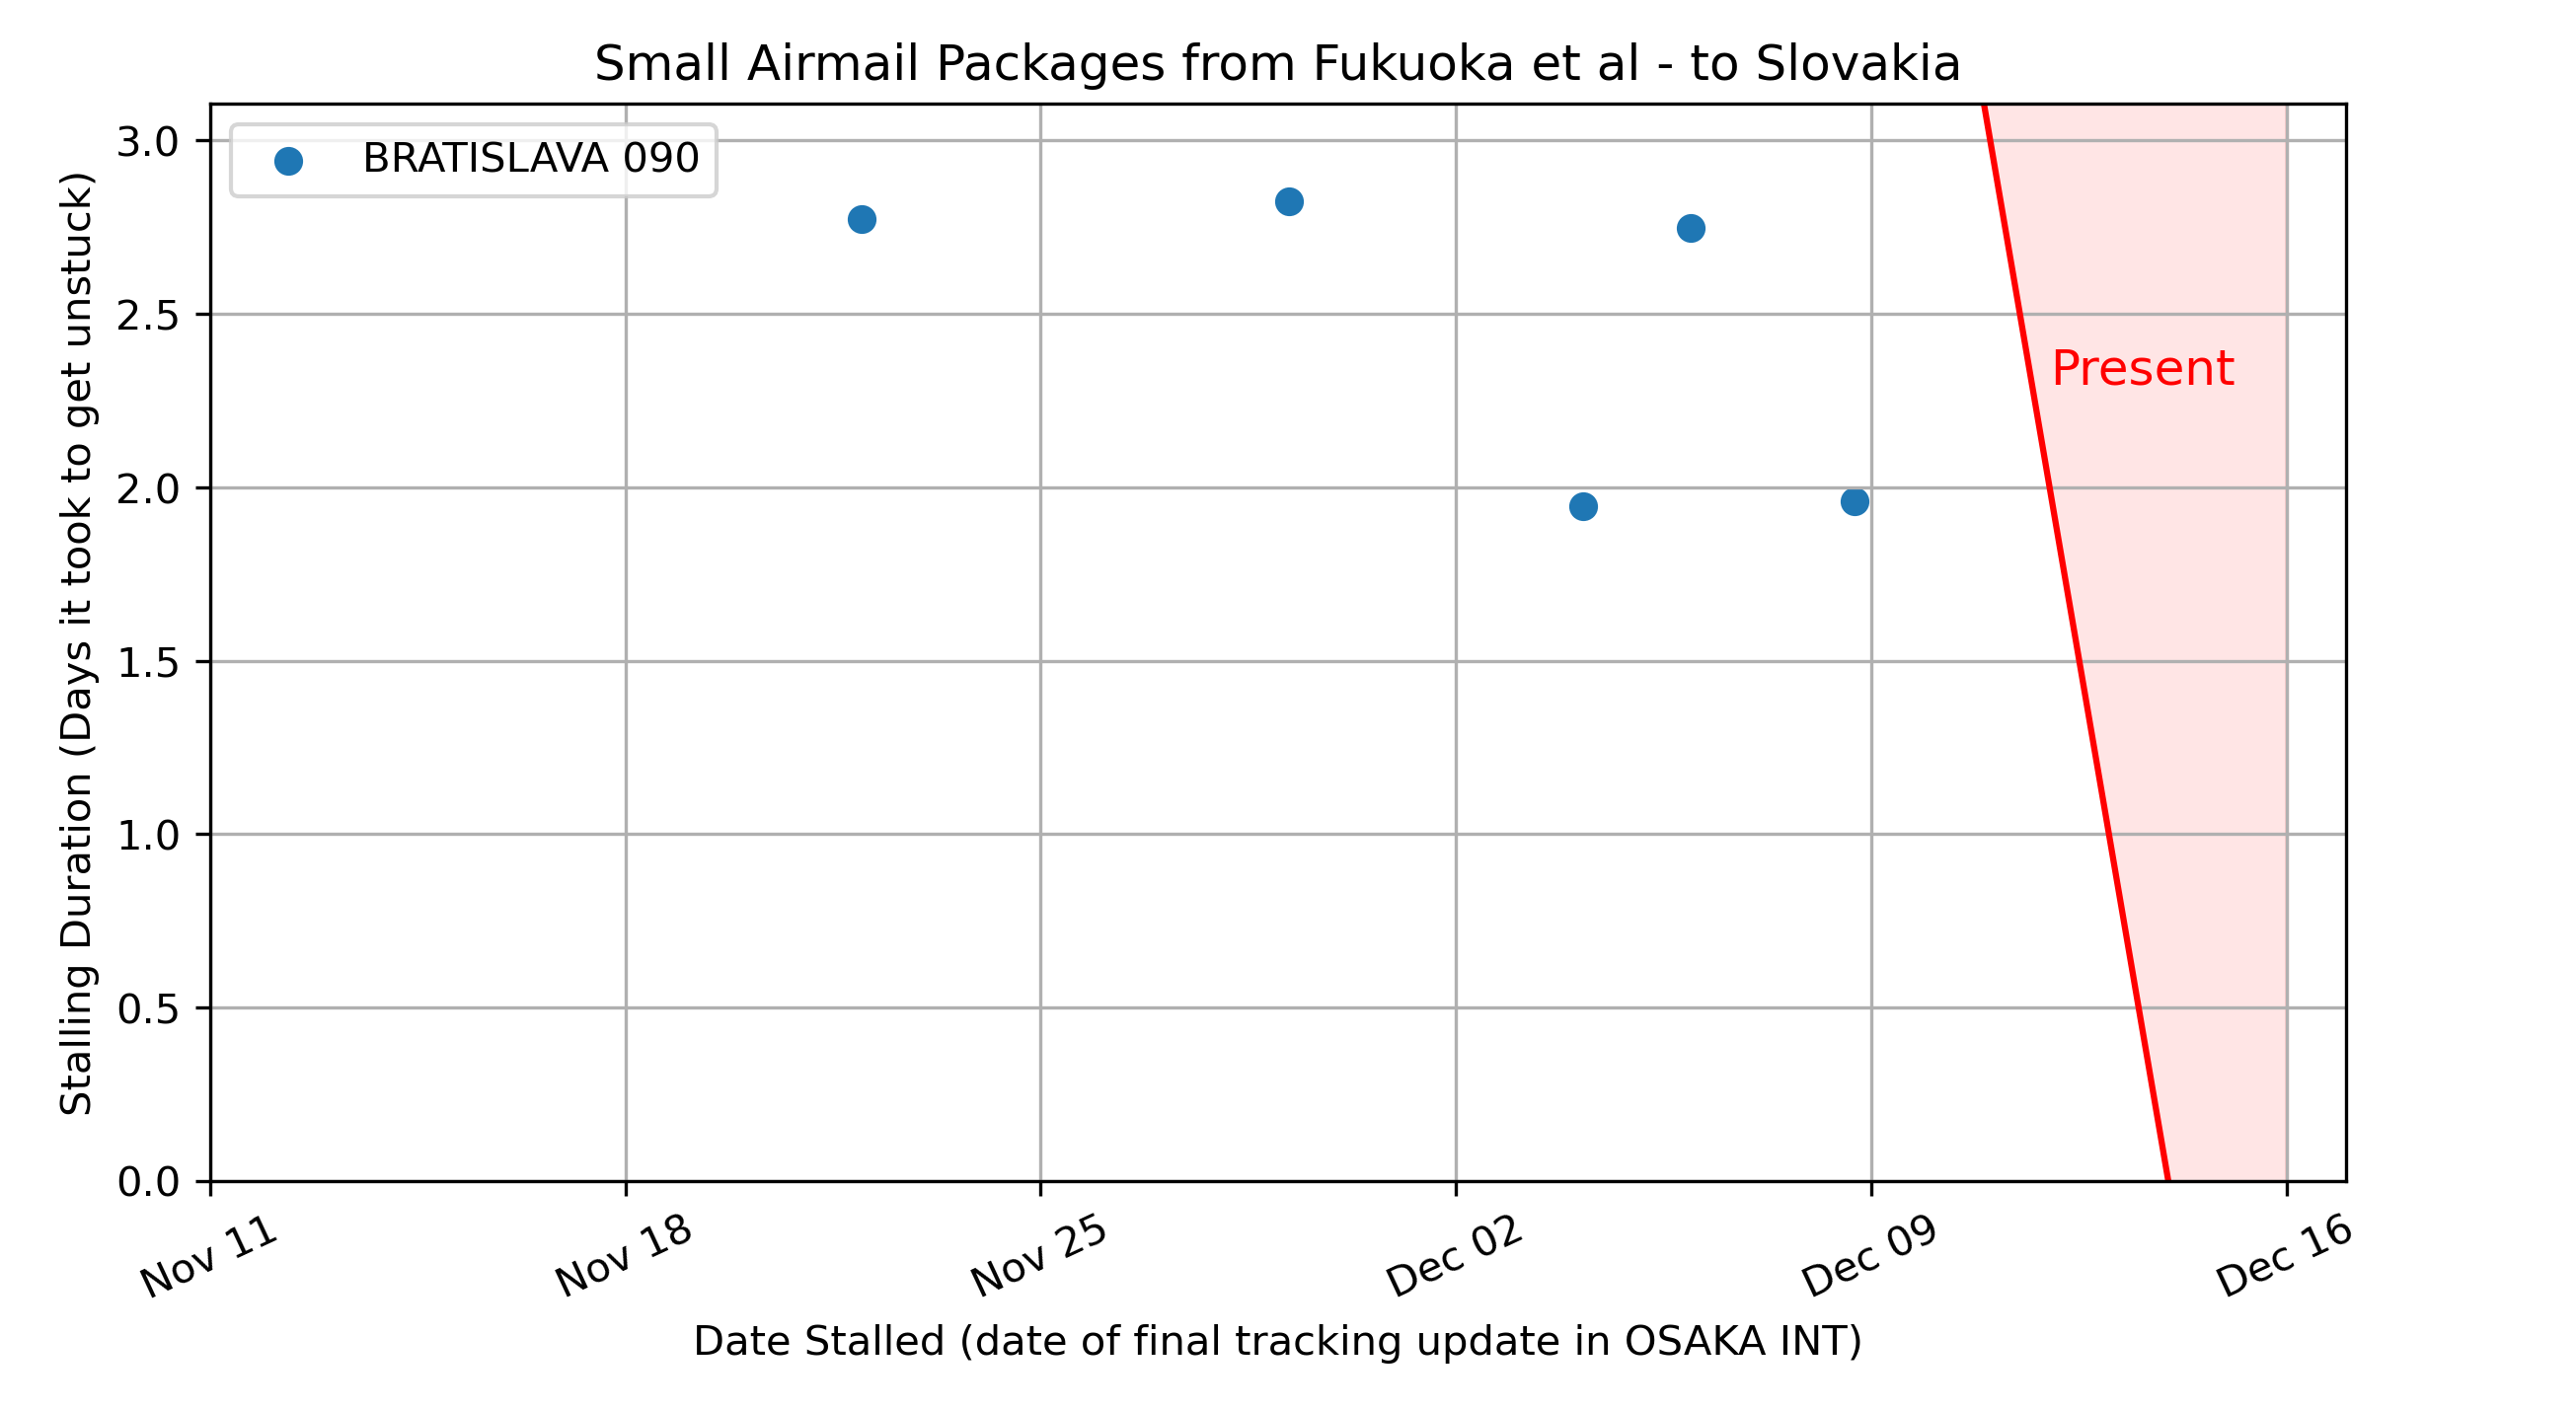 Small Airmail Packages from Fukuoka et al - to Slovakia
BRATISLAVA 090
Present
Stalling Duration (Days it took to get unstuck)
3.0
2.5
2.0
1.5
1.0
0.5
0.0
Nov 11
Nov 18
Nov 25
Dec 02
Dec 09
Dec 16
Date Stalled (date of final tracking update in OSAKA INT)